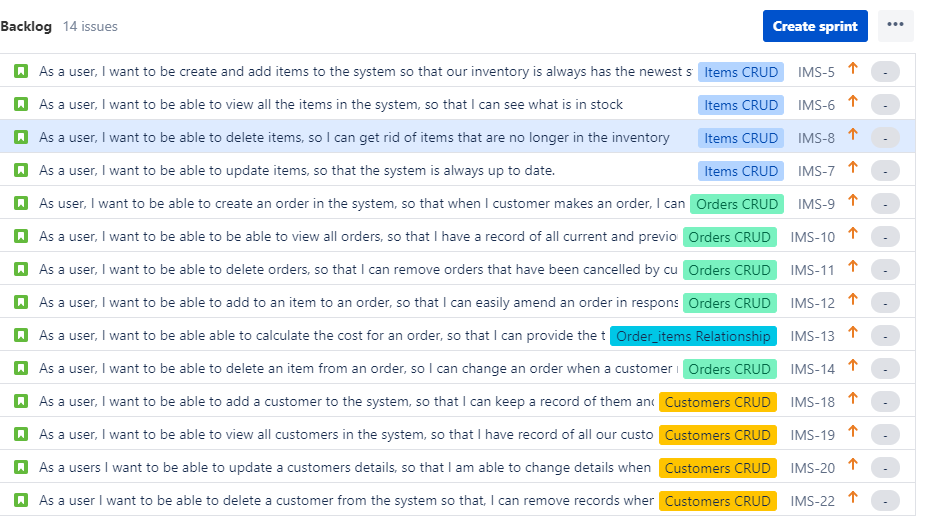 Backlog 14 issues Create sprint ...
As a user, I want to be create and add items to the system so that our inventory is always has the newest s Items CRUD IMS-5 -
As a user, I want to be able to view all the items in the system, so that I can see what is in stock Items CRUD IMS-6 -
As a user, I want to be able to delete items, so I can get rid of items that are no longer in the inventory Items CRUD IMS-8 -
As a user, I want to be able to update items, so that the system is always up to date. Items CRUD IMS-7 -
As user, I want to be able to create an order in the system, so that when I customer makes an order, I can Orders CRUD IMS-9 -
As a user, I want to be able to be able to view all orders, so that I have a record of all current and previo Orders CRUD IMS-10 -
As a user, I want to be able to delete orders, so that I can remove orders that have been cancelled by cu Orders CRUD IMS-11 -
As a user, I want to be able to add to an item to an order, so that I can easily amend an order in respons Orders CRUD IMS-12 -
As a user, I want to be able able to calculate the cost for an order, so that I can provide the t Order_items Relationship IMS-13 -
As a user, I want to be able to delete an item from an order, so I can change an order when a customer Orders CRUD IMS-14 -
As a user, I want to be able to add a customer to the system, so that I can keep a record of them and Customers CRUD IMS-18 -
As a user, I want to be able to view all customers in the system, so that I have record of all our custo Customers CRUD IMS-19 -
As a users I want to be able to update a customers details, so that I am able to change details when Customers CRUD IMS-20 -
As a user I want to be able to delete a customer from the system so that, I can remove records wher Customers CRUD IMS-22 -